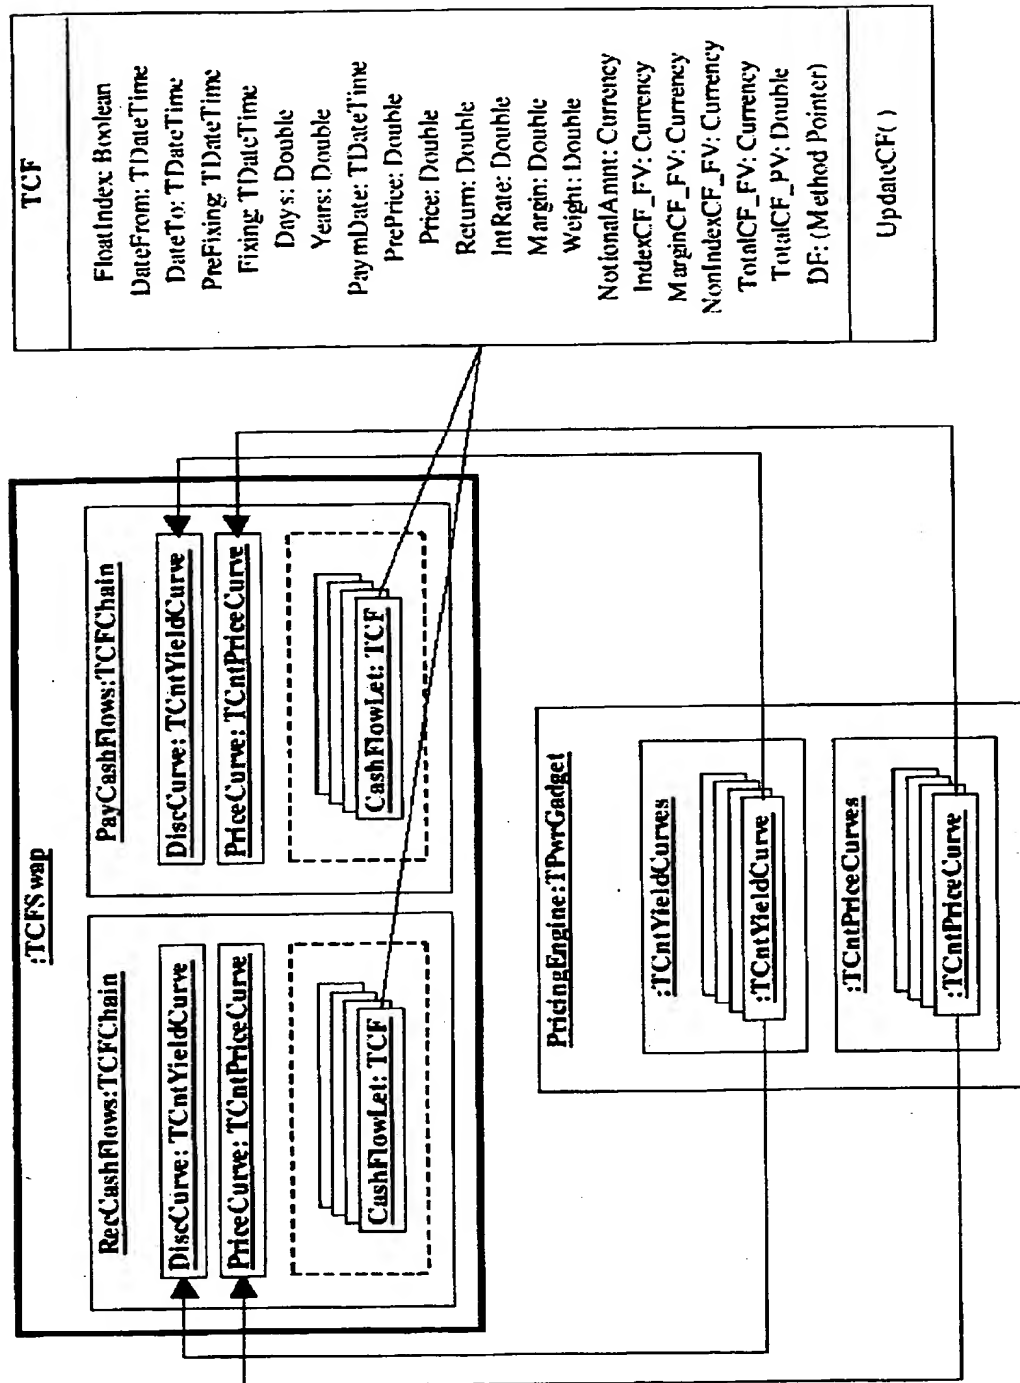 :TCFSwap
RecCashFlows:TCFChain
DiscCurve: TCntYieldCurve
PriceCurve: TCntPriceCurve
CashFlowLet: TCF
PayCashFlows:TCFChain
DiscCurve: TCntYieldCurve
PriceCurve: TCntPriceCurve
CashFlowLet: TCF
PricingEngine:TPwrGadget
:TCntYieldCurves
:TCntYieldCurve
:TCntPriceCurves
:TCntPriceCurve
TCF
FloatIndex: Boolean
DateFrom: TDateTime
DateTo: TDateTime
PreFixing: TDateTime
Fixing: TDateTime
Days: Double
Years: Double
PaymDate: TDateTime
PrePrice: Double
Price: Double
Return: Double
IntRate: Double
Margin: Double
Weight: Double
NotionalAmnt: Currency
IndexCF_FV: Currency
MarginCF_FV: Currency
NonIndexCF_FV: Currency
TotalCF_FV: Currency
TotalCF_PV: Double
DF: (Method Pointer)
UpdateCF( )